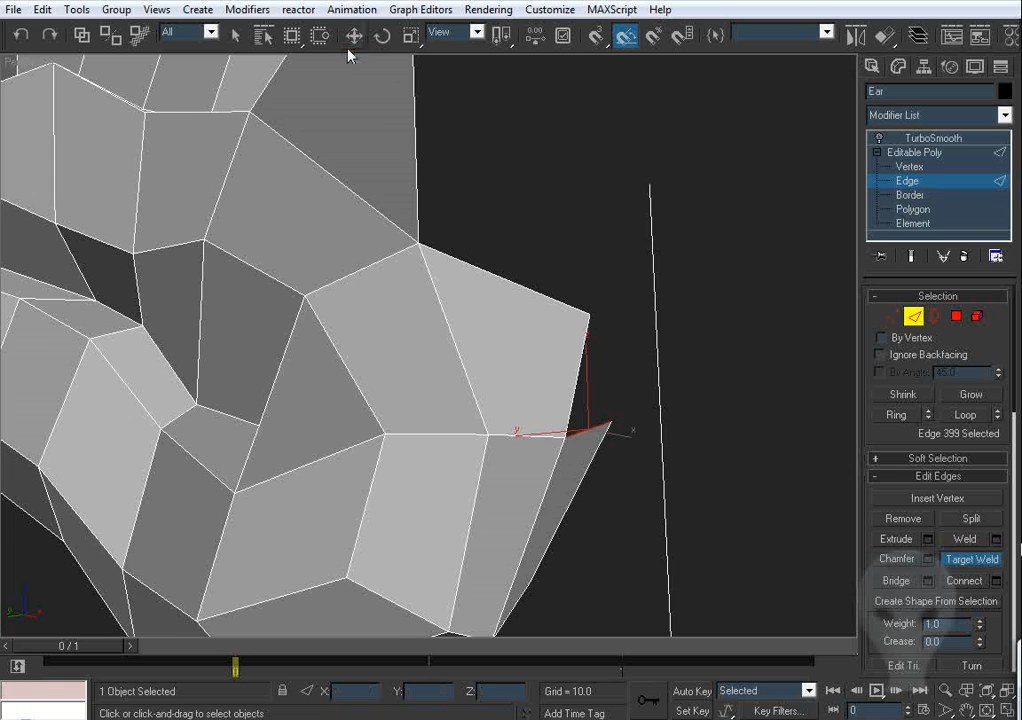 File Edit Tools Group Views Create Modifiers reactor Animation Graph Editors Rendering Customize MAXScript Help
All View
Ear
Modifier List
TurboSmooth
Editable Poly
Vertex
Edge
Border
Polygon
Element
- Selection
By Vertex
Ignore Backfacing
By Angle: 45.0
Shrink Grow
Ring Loop
Edge 399 Selected
+ Soft Selection
- Edit Edges
Insert Vertex
Remove Split
Extrude Weld
Chamfer Target Weld
Bridge Connect
Create Shape From Selection
Weight: 1.0
Crease: 0.0
Edit Tri. Turn
y x
0 / 1
1 Object Selected X: Y: Z: Grid = 10.0 Auto Key Selected
Click or click-and-drag to select objects Add Time Tag Set Key Key Filters... 0